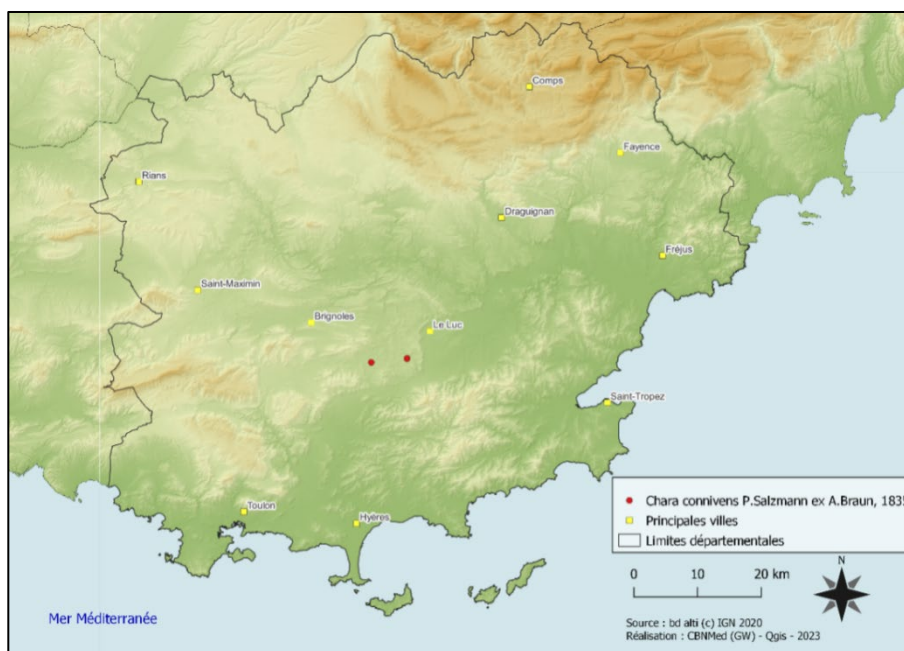 Comps
Fayence
Rians
Draguignan
Fréjus
Saint-Maximin
Brignoles
Le Luc
Saint-Tropez
Toulon
Hyères
Mer Méditerranée
Chara connivens P.Salzmann ex A.Braun, 1835
Principales villes
Limites départementales
N
0 10 20 km
Source : bd alti (c) IGN 2020
Réalisation : CBNMed (GW) - Qgis - 2023